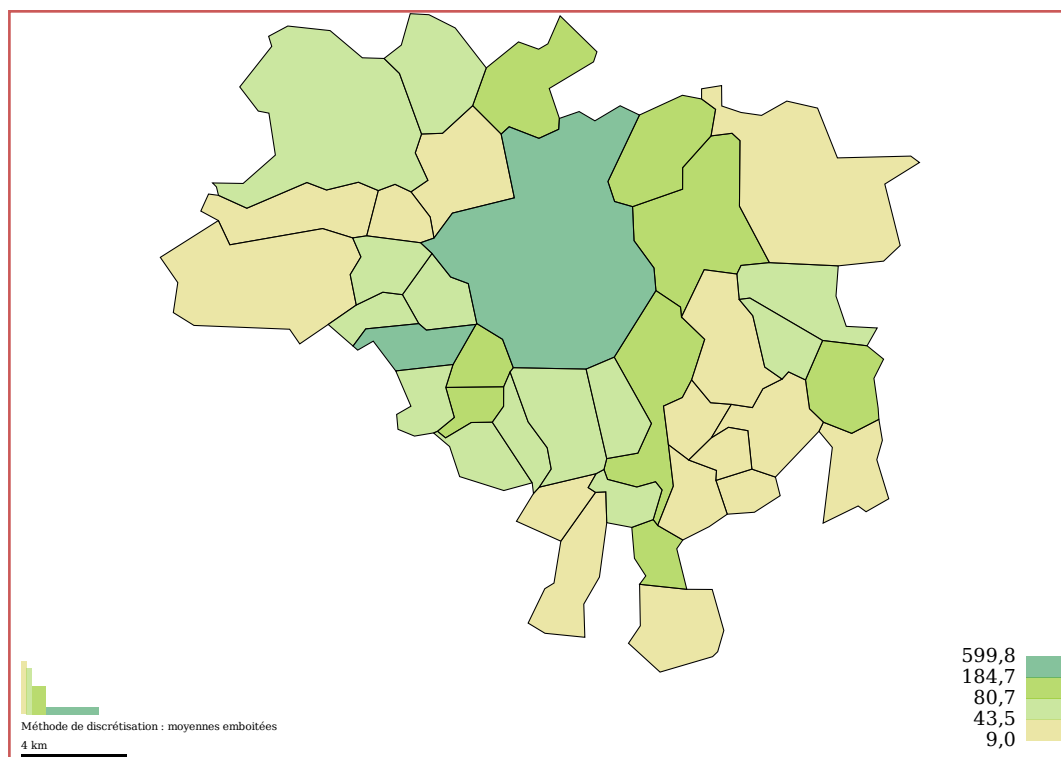 599,8
184,7
80,7
43,5
9,0
Méthode de discrétisation : moyennes emboitées
4 km